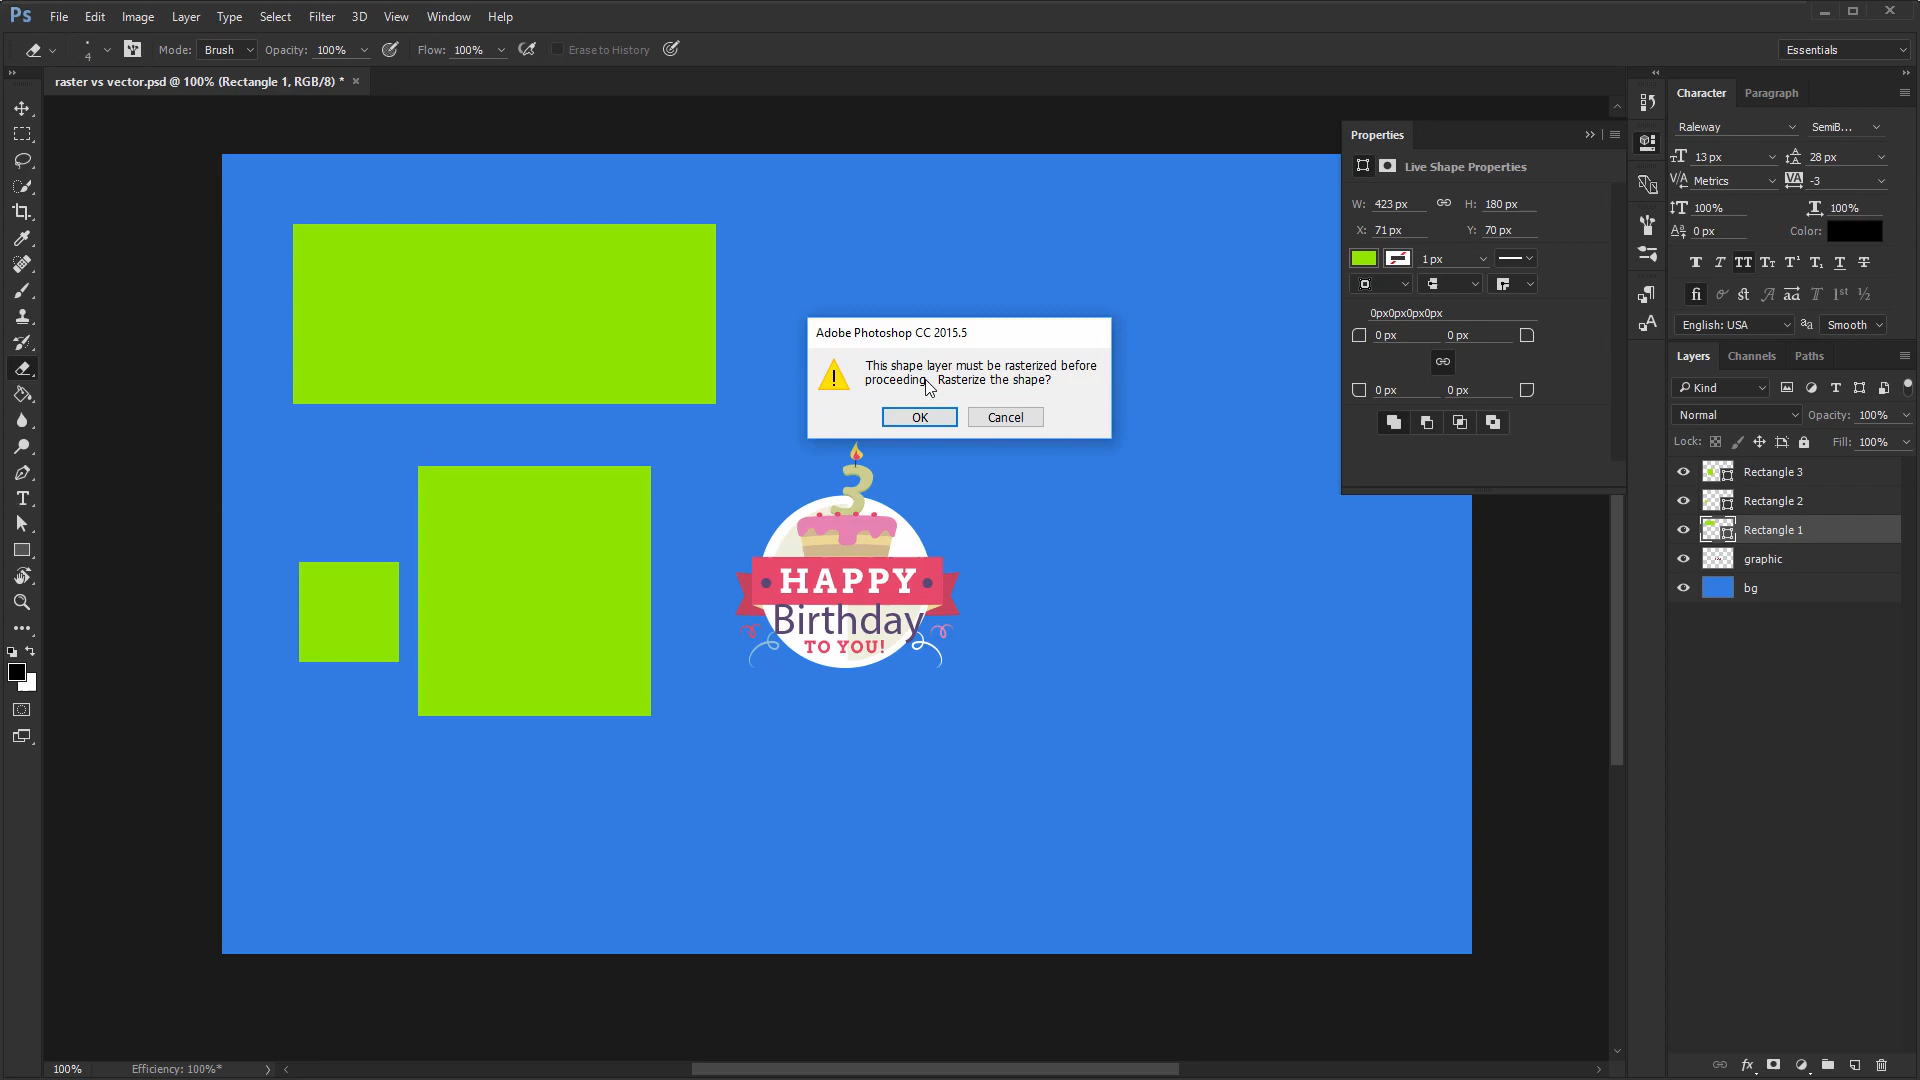 Ps File Edit Image Layer Type Select Filter 3D View Window Help
4 Mode: Brush Opacity: 100% Flow: 100% Erase to History Essentials
raster vs vector.psd @ 100% (Rectangle 1, RGB/8) * ×
Character Paragraph
Raleway SemiB...
13 px 28 px
Metrics -3
100% 100%
0 px Color:
English: USA Smooth
Properties
Live Shape Properties
W: 423 px H: 180 px
X: 71 px Y: 70 px
1 px
0px0px0px0px
0 px 0 px
0 px 0 px
Adobe Photoshop CC 2015.5
This shape layer must be rasterized before
proceeding. Rasterize the shape?
OK Cancel
3
HAPPY
Birthday
TO YOU!
Layers Channels Paths
Kind
Normal Opacity: 100%
Lock: Fill: 100%
Rectangle 3
Rectangle 2
Rectangle 1
graphic
bg
fx
100% Efficiency: 100%*